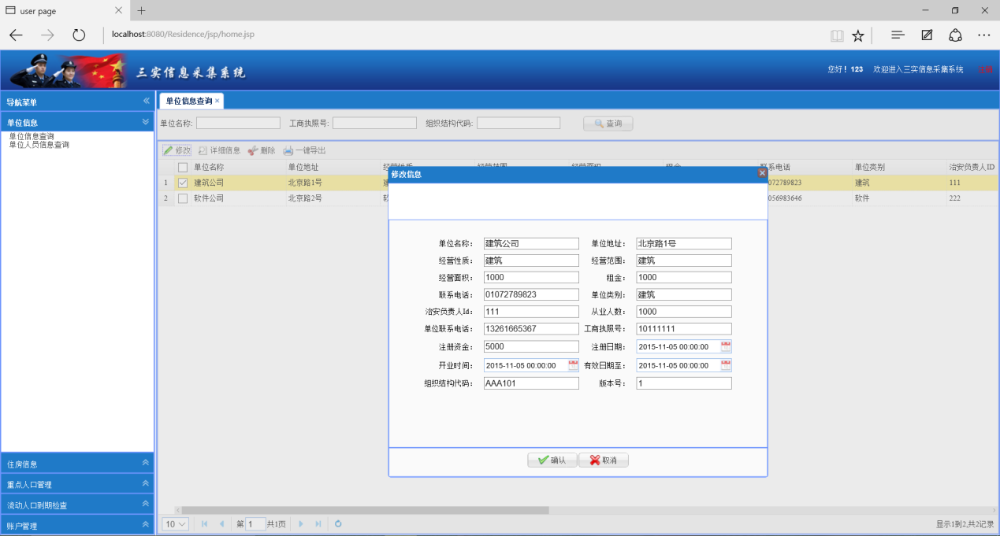 user page
localhost:8080/Residence/jsp/home.jsp
三实信息采集系统
您好！123 欢迎进入三实信息采集系统
导航菜单
单位信息
单位信息查询
单位人员信息查询
住房信息
重点人口管理
流动人口到期检查
账户管理
单位信息查询
单位名称: 工商执照号: 组织结构代码: 查询
修改 详细信息 删除 一键导出
单位名称 单位地址 经营性质 经营范围 经营面积 租金 联系电话 单位类别 治安负责人ID
1 建筑公司 北京路1号 072789823 建筑 111
2 软件公司 北京路2号 056983646 软件 222
修改信息
单位名称： 建筑公司 单位地址： 北京路1号
经营性质： 建筑 经营范围： 建筑
经营面积： 1000 租金： 1000
联系电话： 01072789823 单位类别： 建筑
治安负责人Id： 111 从业人数： 1000
单位联系电话： 13261665367 工商执照号： 10111111
注册资金： 5000 注册日期： 2015-11-05 00:00:00
开业时间： 2015-11-05 00:00:00 有效日期至： 2015-11-05 00:00:00
组织结构代码： AAA101 版本号： 1
确认 取消
10 第 1 共1页 显示1到2,共2记录